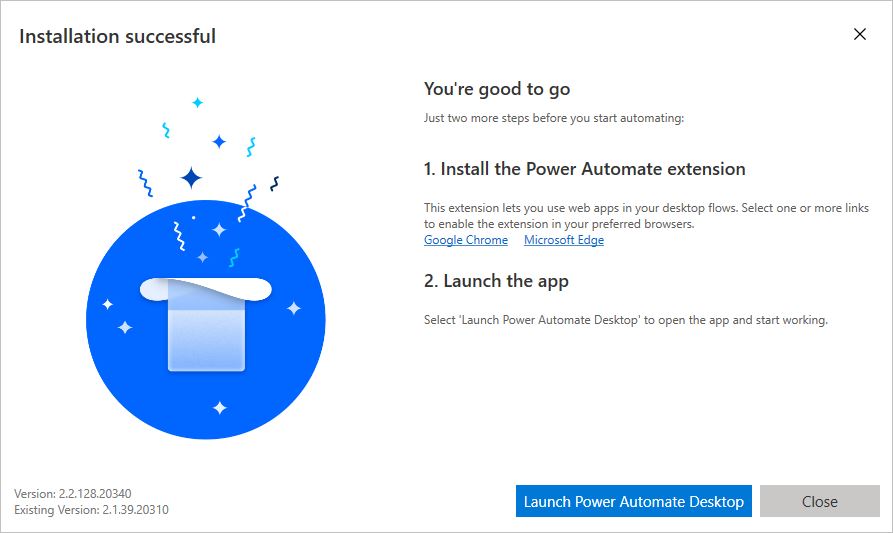 Installation successful
You're good to go
Just two more steps before you start automating:
1. Install the Power Automate extension
This extension lets you use web apps in your desktop flows. Select one or more links
to enable the extension in your preferred browsers.
Google Chrome Microsoft Edge
2. Launch the app
Select 'Launch Power Automate Desktop' to open the app and start working.
Version: 2.2.128.20340
Existing Version: 2.1.39.20310
Launch Power Automate Desktop Close